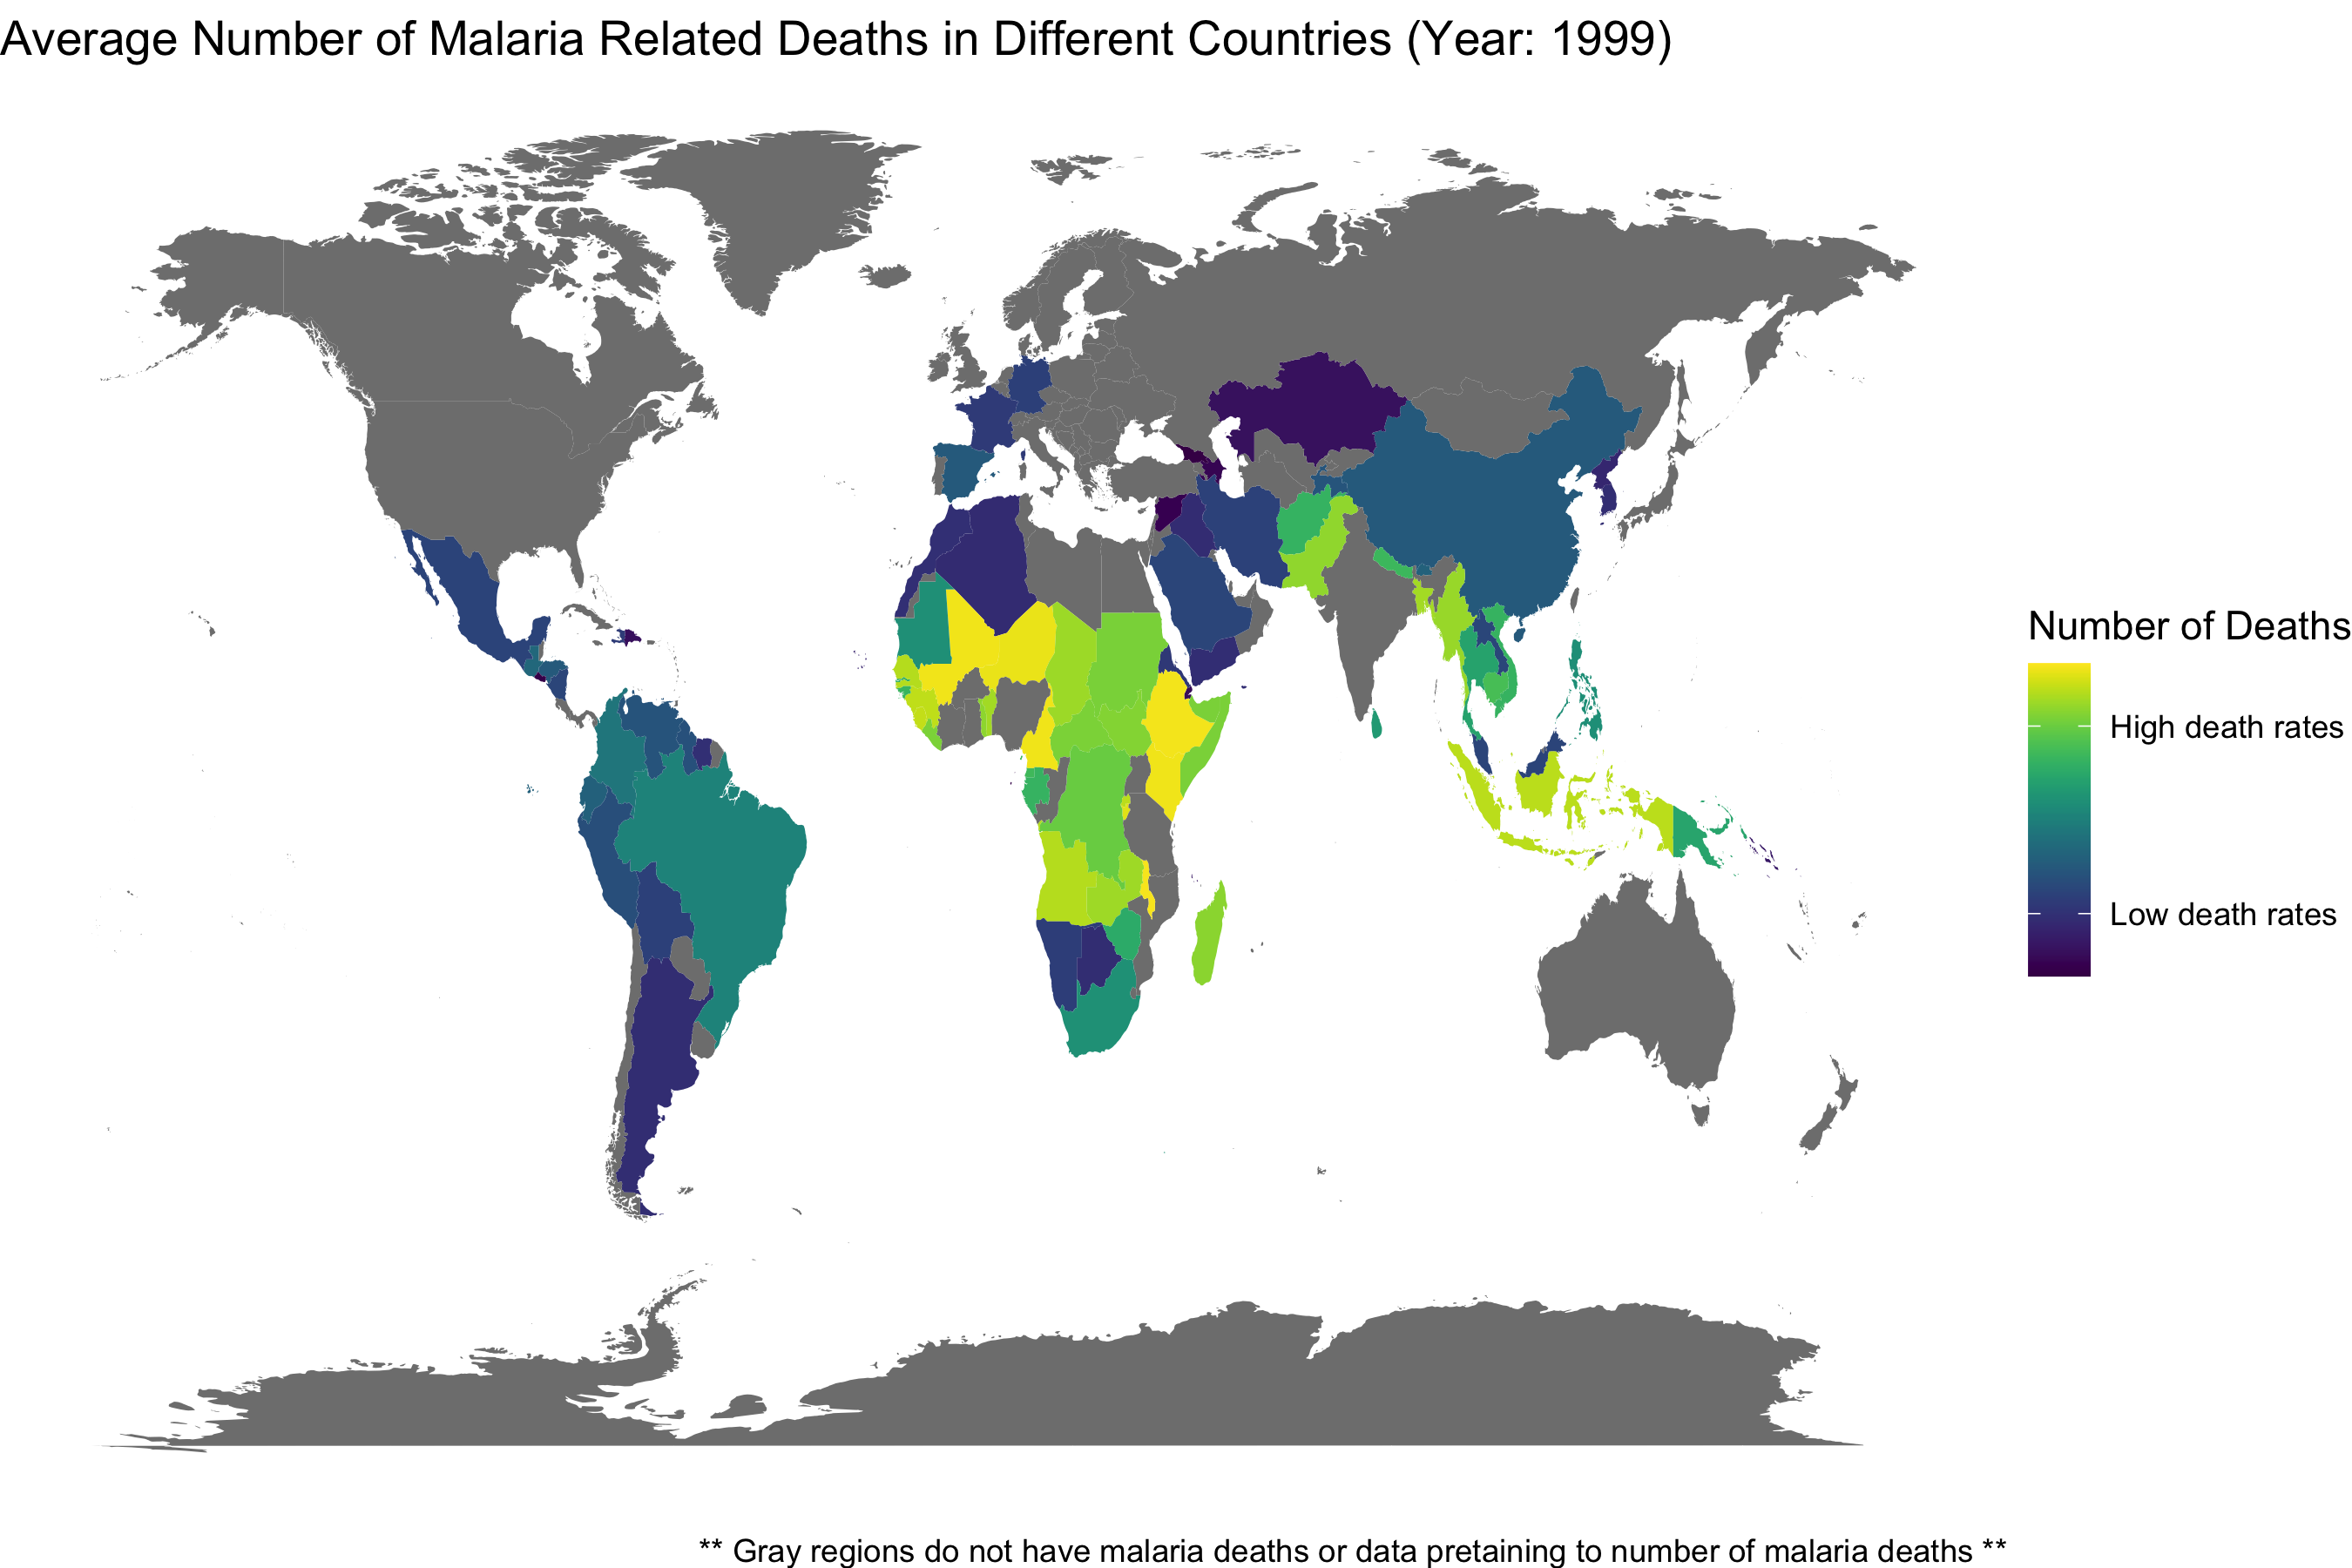 Average Number of Malaria Related Deaths in Different Countries (Year: 1999)
Number of Deaths
High death rates
Low death rates
** Gray regions do not have malaria deaths or data pretaining to number of malaria deaths **